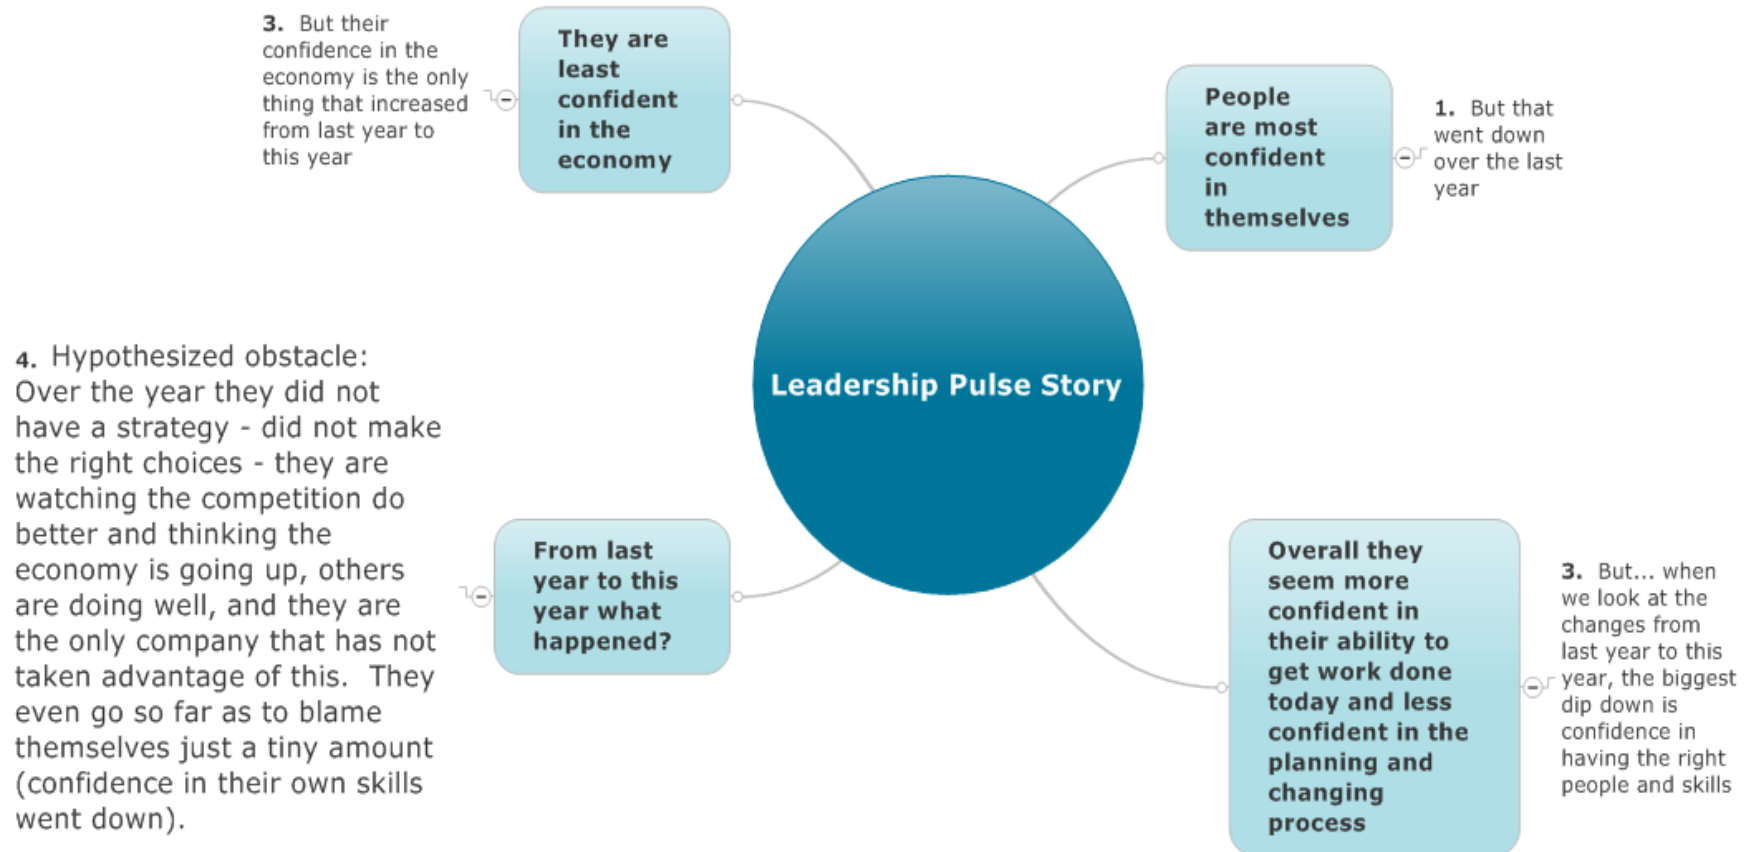 3. But their
confidence in the
economy is the only
thing that increased
from last year to
this year
They are
least
confident
in the
economy
People
are most
confident
in
themselves
1. But that
went down
over the last
year
Leadership Pulse Story
4. Hypothesized obstacle:
Over the year they did not
have a strategy - did not make
the right choices - they are
watching the competition do
better and thinking the
economy is going up, others
are doing well, and they are
the only company that has not
taken advantage of this. They
even go so far as to blame
themselves just a tiny amount
(confidence in their own skills
went down).
From last
year to this
year what
happened?
Overall they
seem more
confident in
their ability to
get work done
today and less
confident in the
planning and
changing
process
3. But... when
we look at the
changes from
last year to this
year, the biggest
dip down is
confidence in
having the right
people and skills